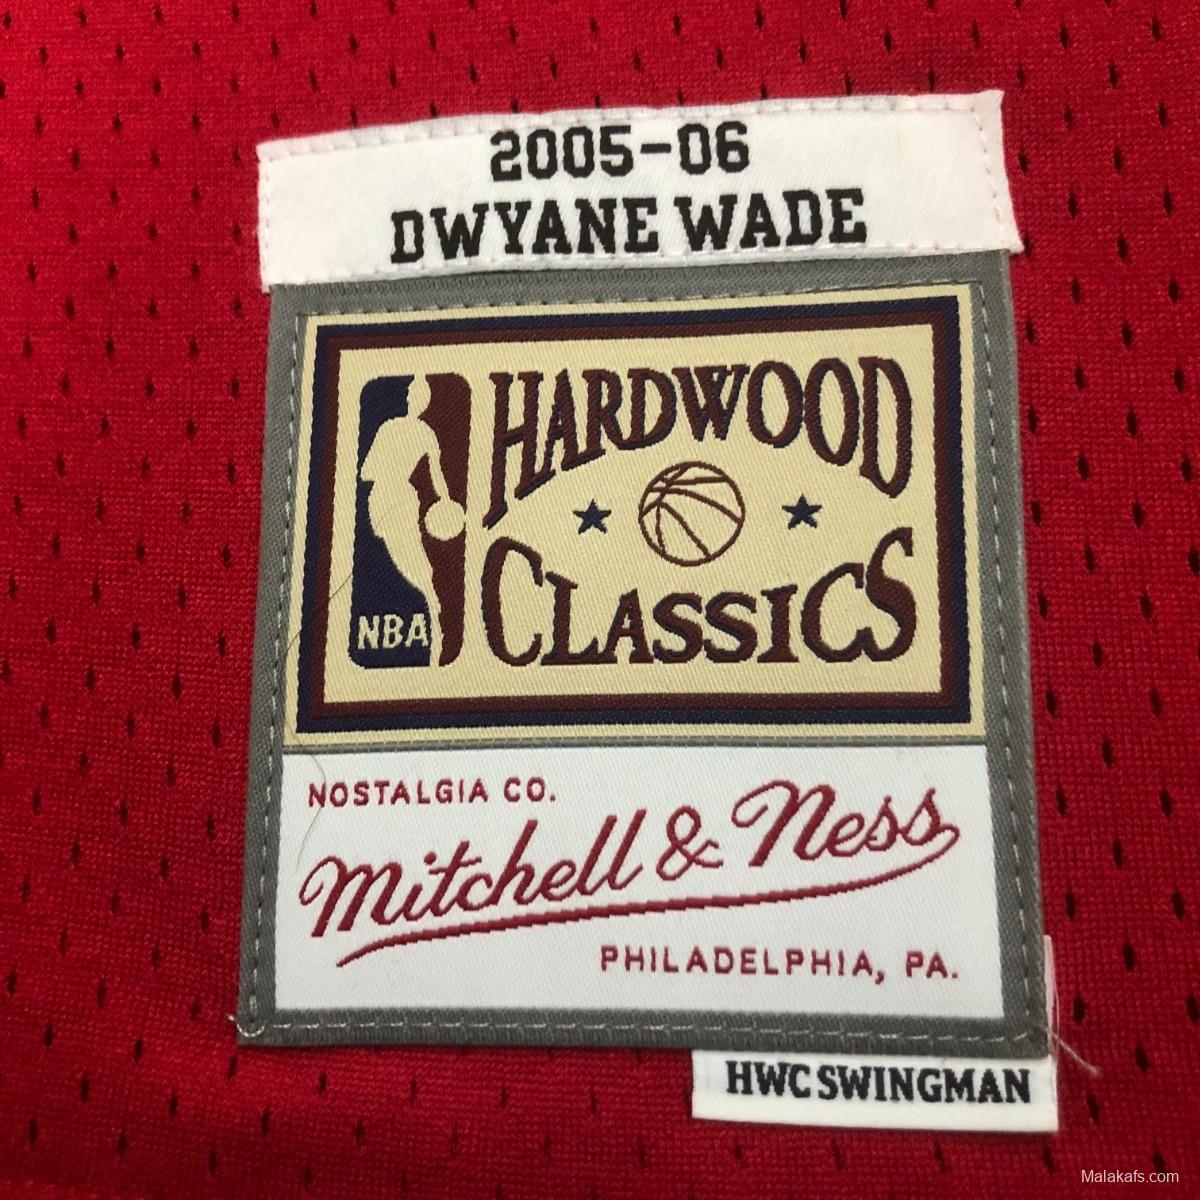 2005-06
DWYANE WADE
HARDWOOD
CLASSICS
NBA
NOSTALGIA CO.
Mitchell & Ness
PHILADELPHIA, PA.
HWC SWINGMAN
Malakafs.com